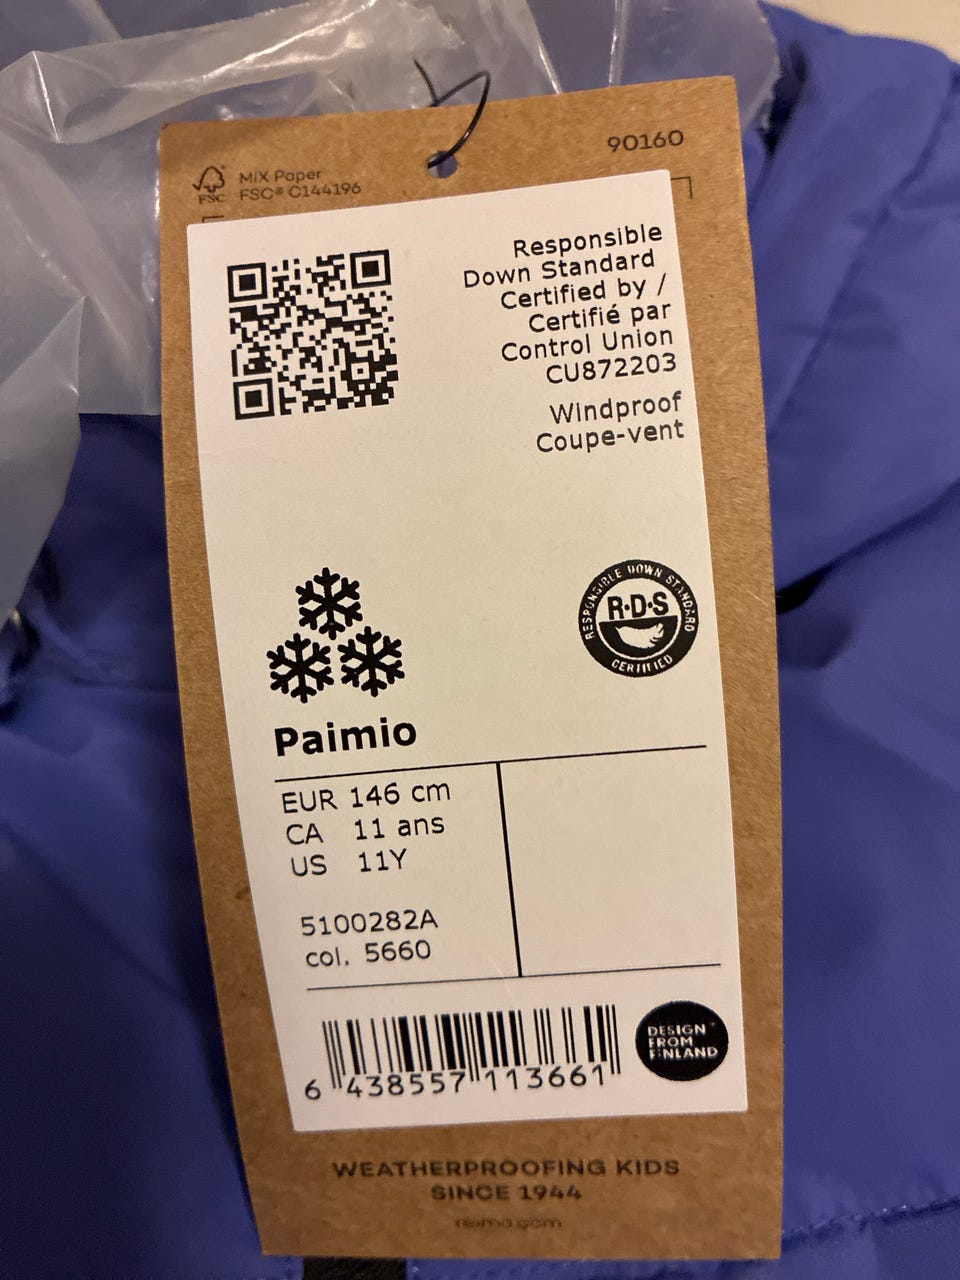 90160
MIX Paper
FSC® C144196
FSC
Responsible
Down Standard
Certified by /
Certifié par
Control Union
CU872203
Windproof
Coupe-vent
RESPONSIBLE DOWN STANDARD
R·D·S
CERTIFIED
Paimio
EUR 146 cm
CA 11 ans
US 11Y
5100282A
col. 5660
6 438557 113661
DESIGN
FROM
FINLAND
WEATHERPROOFING KIDS
SINCE 1944
reima.com